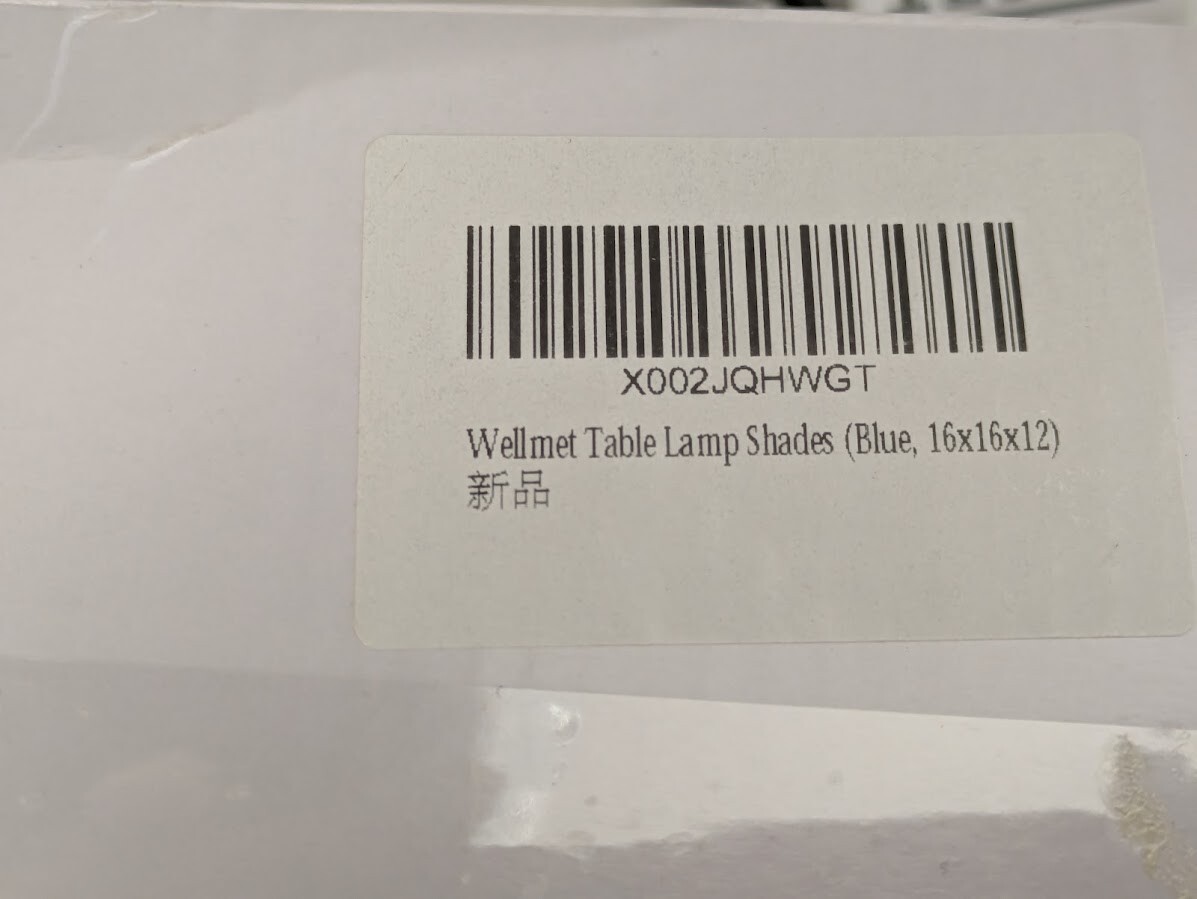 X002JQHWGT
Wellmet Table Lamp Shades (Blue, 16x16x12)
新品